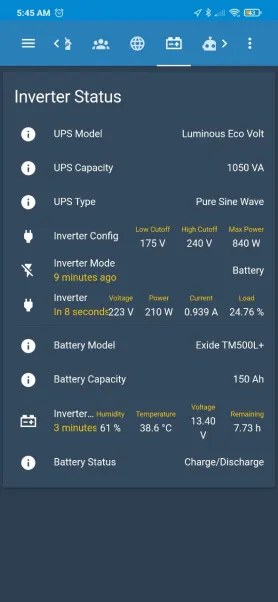 5:45 AM
Inverter Status
UPS Model Luminous Eco Volt
UPS Capacity 1050 VA
UPS Type Pure Sine Wave
Low Cutoff High Cutoff Max Power
Inverter Config 175 V 240 V 840 W
Inverter Mode
9 minutes ago Battery
Inverter Voltage Power Current Load
In 8 seconds 223 V 210 W 0.939 A 24.76 %
Battery Model Exide TM500L+
Battery Capacity 150 Ah
Inverter... Humidity Temperature Voltage Remaining
3 minutes 61 % 38.6 °C 13.40 V 7.73 h
Battery Status Charge/Discharge